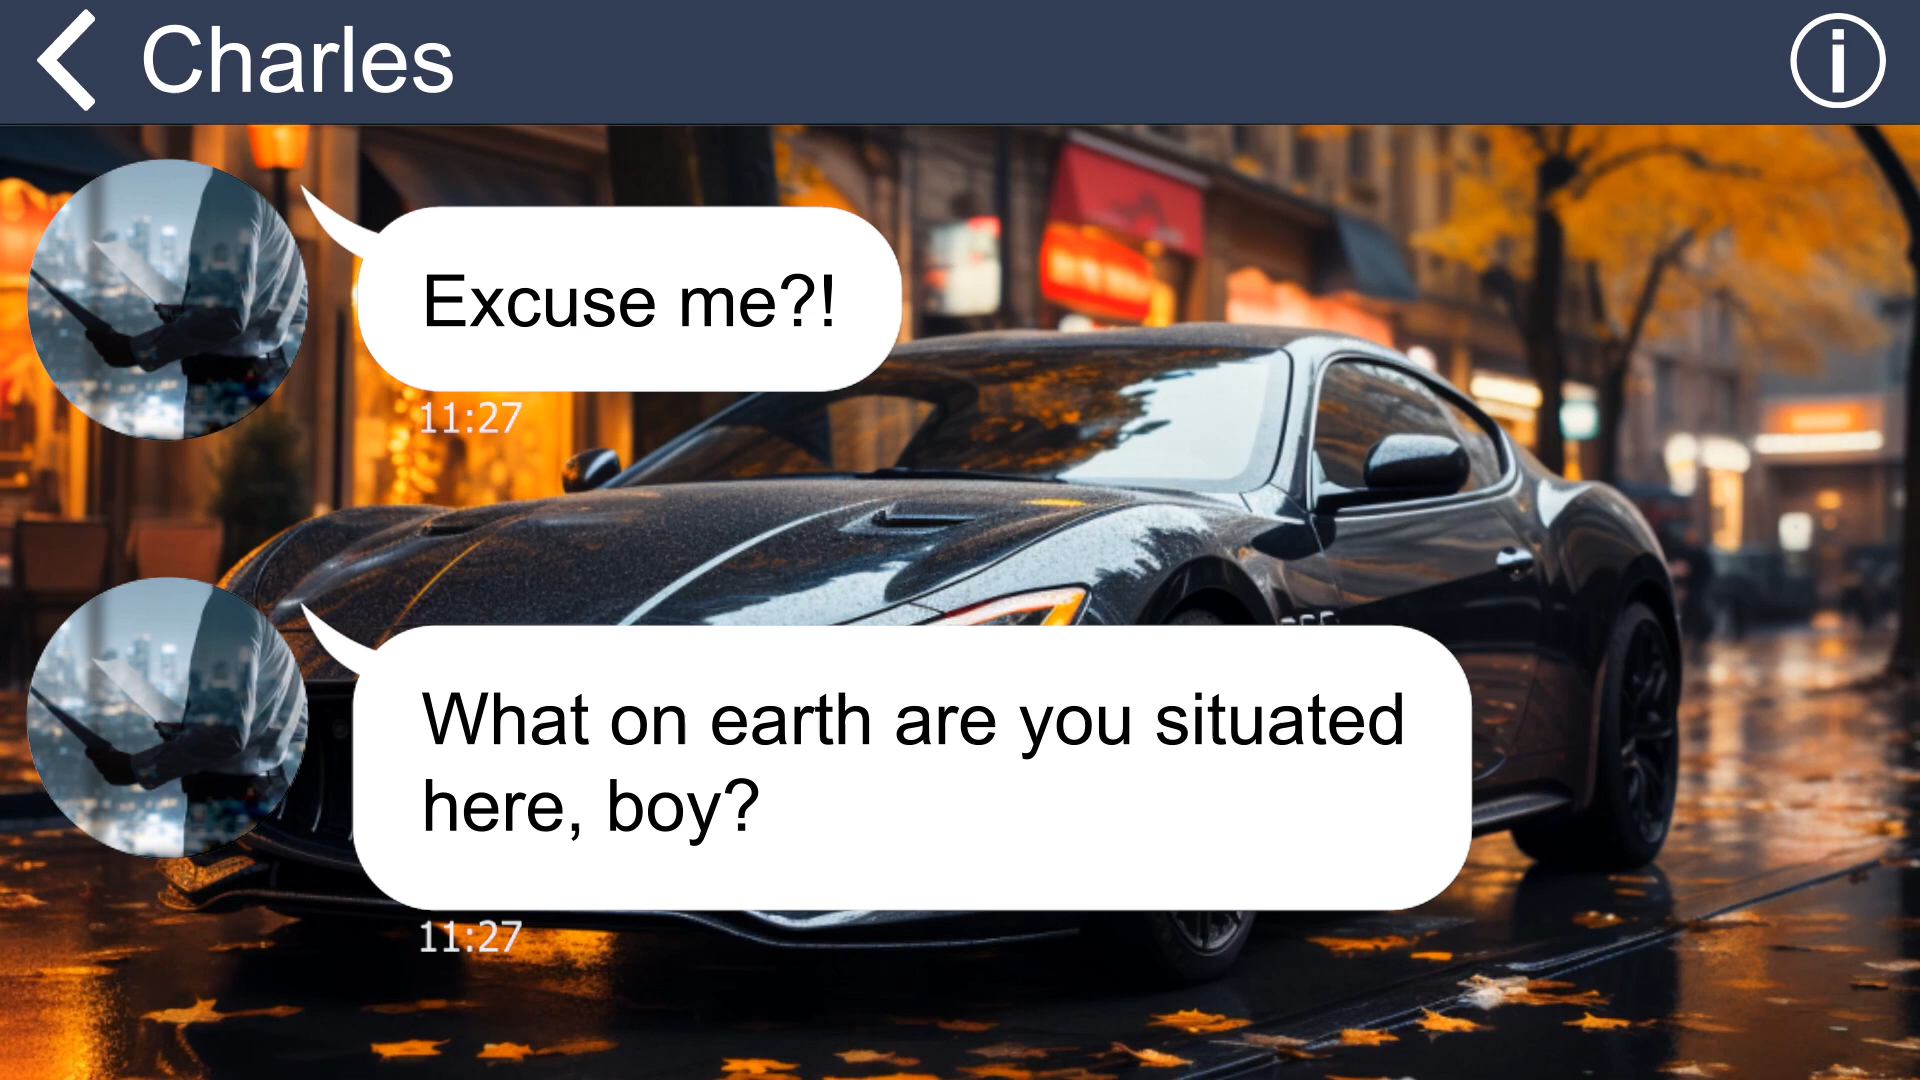 Charles
Excuse me?!
11:27
What on earth are you situated
here, boy?
11:27